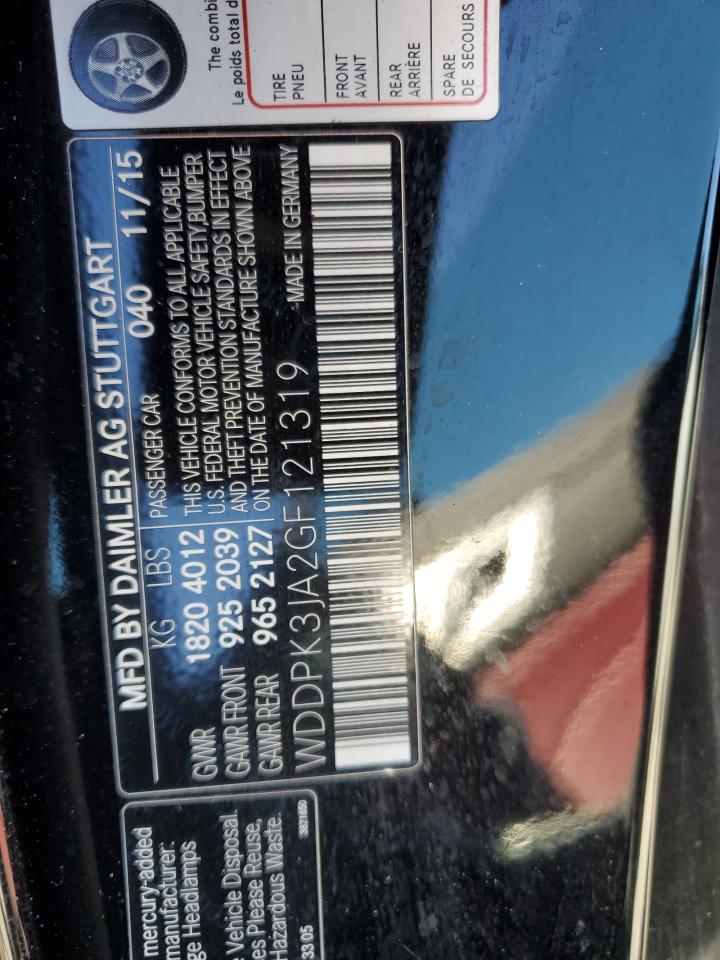 MFD BY DAIMLER AG STUTTGART
KG LBS PASSENGER CAR 040 11/15
GVWR 1820 4012 THIS VEHICLE CONFORMS TO ALL APPLICABLE
GAWR FRONT 925 2039 U.S. FEDERAL MOTOR VEHICLE SAFETY,BUMPER
GAWR REAR 965 2127 AND THEFT PREVENTION STANDARDS IN EFFECT
ON THE DATE OF MANUFACTURE SHOWN ABOVE
WDDPK3JA2GF121319 MADE IN GERMANY
The combi
Le poids total d
TIRE
PNEU
FRONT
AVANT
REAR
ARRIÈRE
SPARE
DE SECOURS
mercury-added
manufacturer:
ge Headlamps
e Vehicle Disposal.
es Please Reuse,
Hazardous Waste.
33 05 3821650